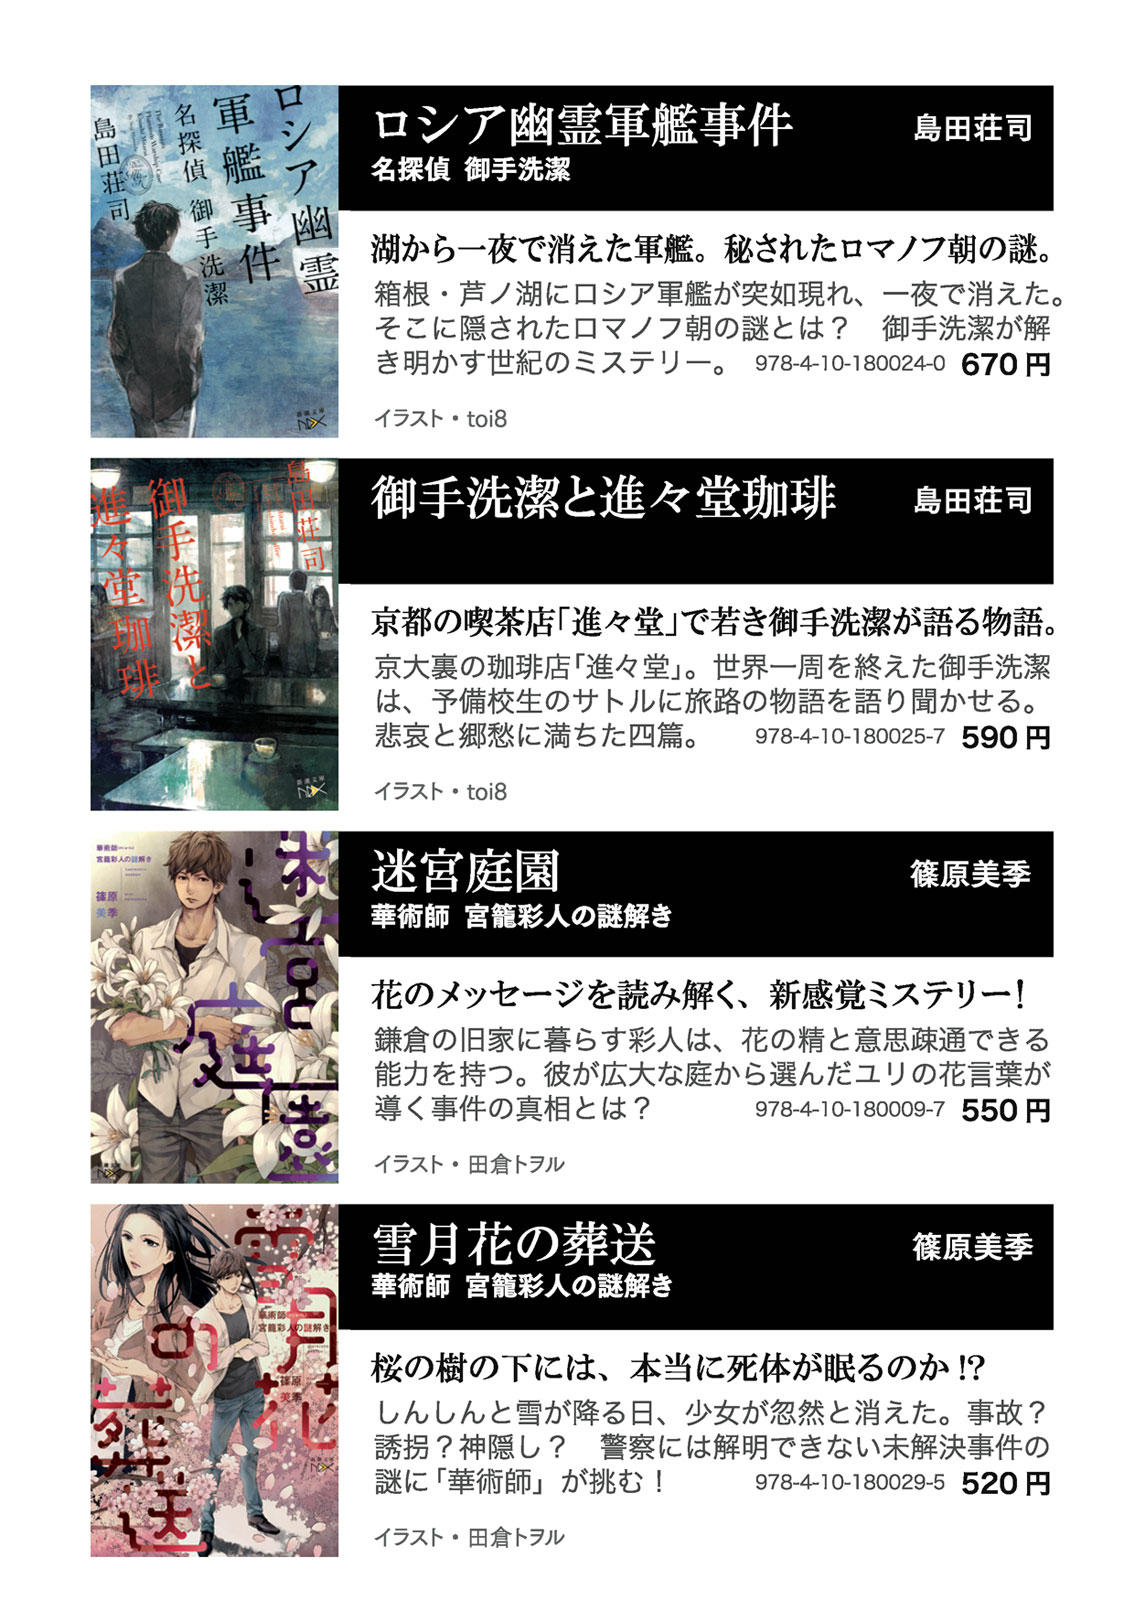 ロシア
幽霊
軍艦事件
名探偵 御手洗潔
島田荘司
新潮文庫
NEX
ロシア幽霊軍艦事件
島田荘司
名探偵 御手洗潔
湖から一夜で消えた軍艦。秘されたロマノフ朝の謎。
箱根・芦ノ湖にロシア軍艦が突如現れ、一夜で消えた。
そこに隠されたロマノフ朝の謎とは？　御手洗潔が解
き明かす世紀のミステリー。 978-4-10-180024-0 670円
イラスト・toi8
島田荘司
御手洗潔と
進々堂珈琲
新潮文庫
NEX
御手洗潔と進々堂珈琲
島田荘司
京都の喫茶店「進々堂」で若き御手洗潔が語る物語。
京大裏の珈琲店「進々堂」。世界一周を終えた御手洗潔
は、予備校生のサトルに旅路の物語を語り聞かせる。
悲哀と郷愁に満ちた四篇。 978-4-10-180025-7 590円
イラスト・toi8
華術師
宮籠彩人の謎解き
篠原
美季
迷宮庭園
迷宮庭園
篠原美季
華術師 宮籠彩人の謎解き
花のメッセージを読み解く、新感覚ミステリー！
鎌倉の旧家に暮らす彩人は、花の精と意思疎通できる
能力を持つ。彼が広大な庭から選んだユリの花言葉が
導く事件の真相とは？ 978-4-10-180009-7 550円
イラスト・田倉トヲル
雪月花
の葬送
華術師
宮籠彩人の謎解き
篠原
美季
雪月花の葬送
篠原美季
華術師 宮籠彩人の謎解き
桜の樹の下には、本当に死体が眠るのか!?
しんしんと雪が降る日、少女が忽然と消えた。事故？
誘拐？神隠し？　警察には解明できない未解決事件の
謎に「華術師」が挑む！ 978-4-10-180029-5 520円
イラスト・田倉トヲル